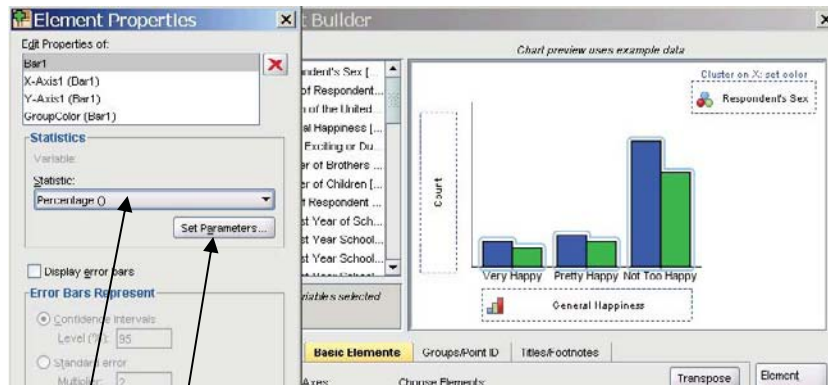 Element Properties
t Builder
Edit Properties of:
Bar1
X-Axis1 (Bar1)
Y-Axis1 (Bar1)
GroupColor (Bar1)
Statistics
Variable:
Statistic:
Percentage ()
Set Parameters...
Display error bars
Error Bars Represent
Confidence Intervals
Level (%): 95
Standard error
Multiplier: 2
Chart preview uses example data
ndent's Sex [...
of Respondent...
n of the United...
al Happiness [...
Exciting or Du...
er of Brothers ...
er of Children [...
f Respondent ...
st Year of Sch...
st Year School...
st Year School...
riables selected
Cluster on X: set color
Respondent's Sex
Count
Very Happy Pretty Happy Not Too Happy
General Happiness
Basic Elements Groups/Point ID Titles/Footnotes
Axes: Choose Elements:
Transpose
Element